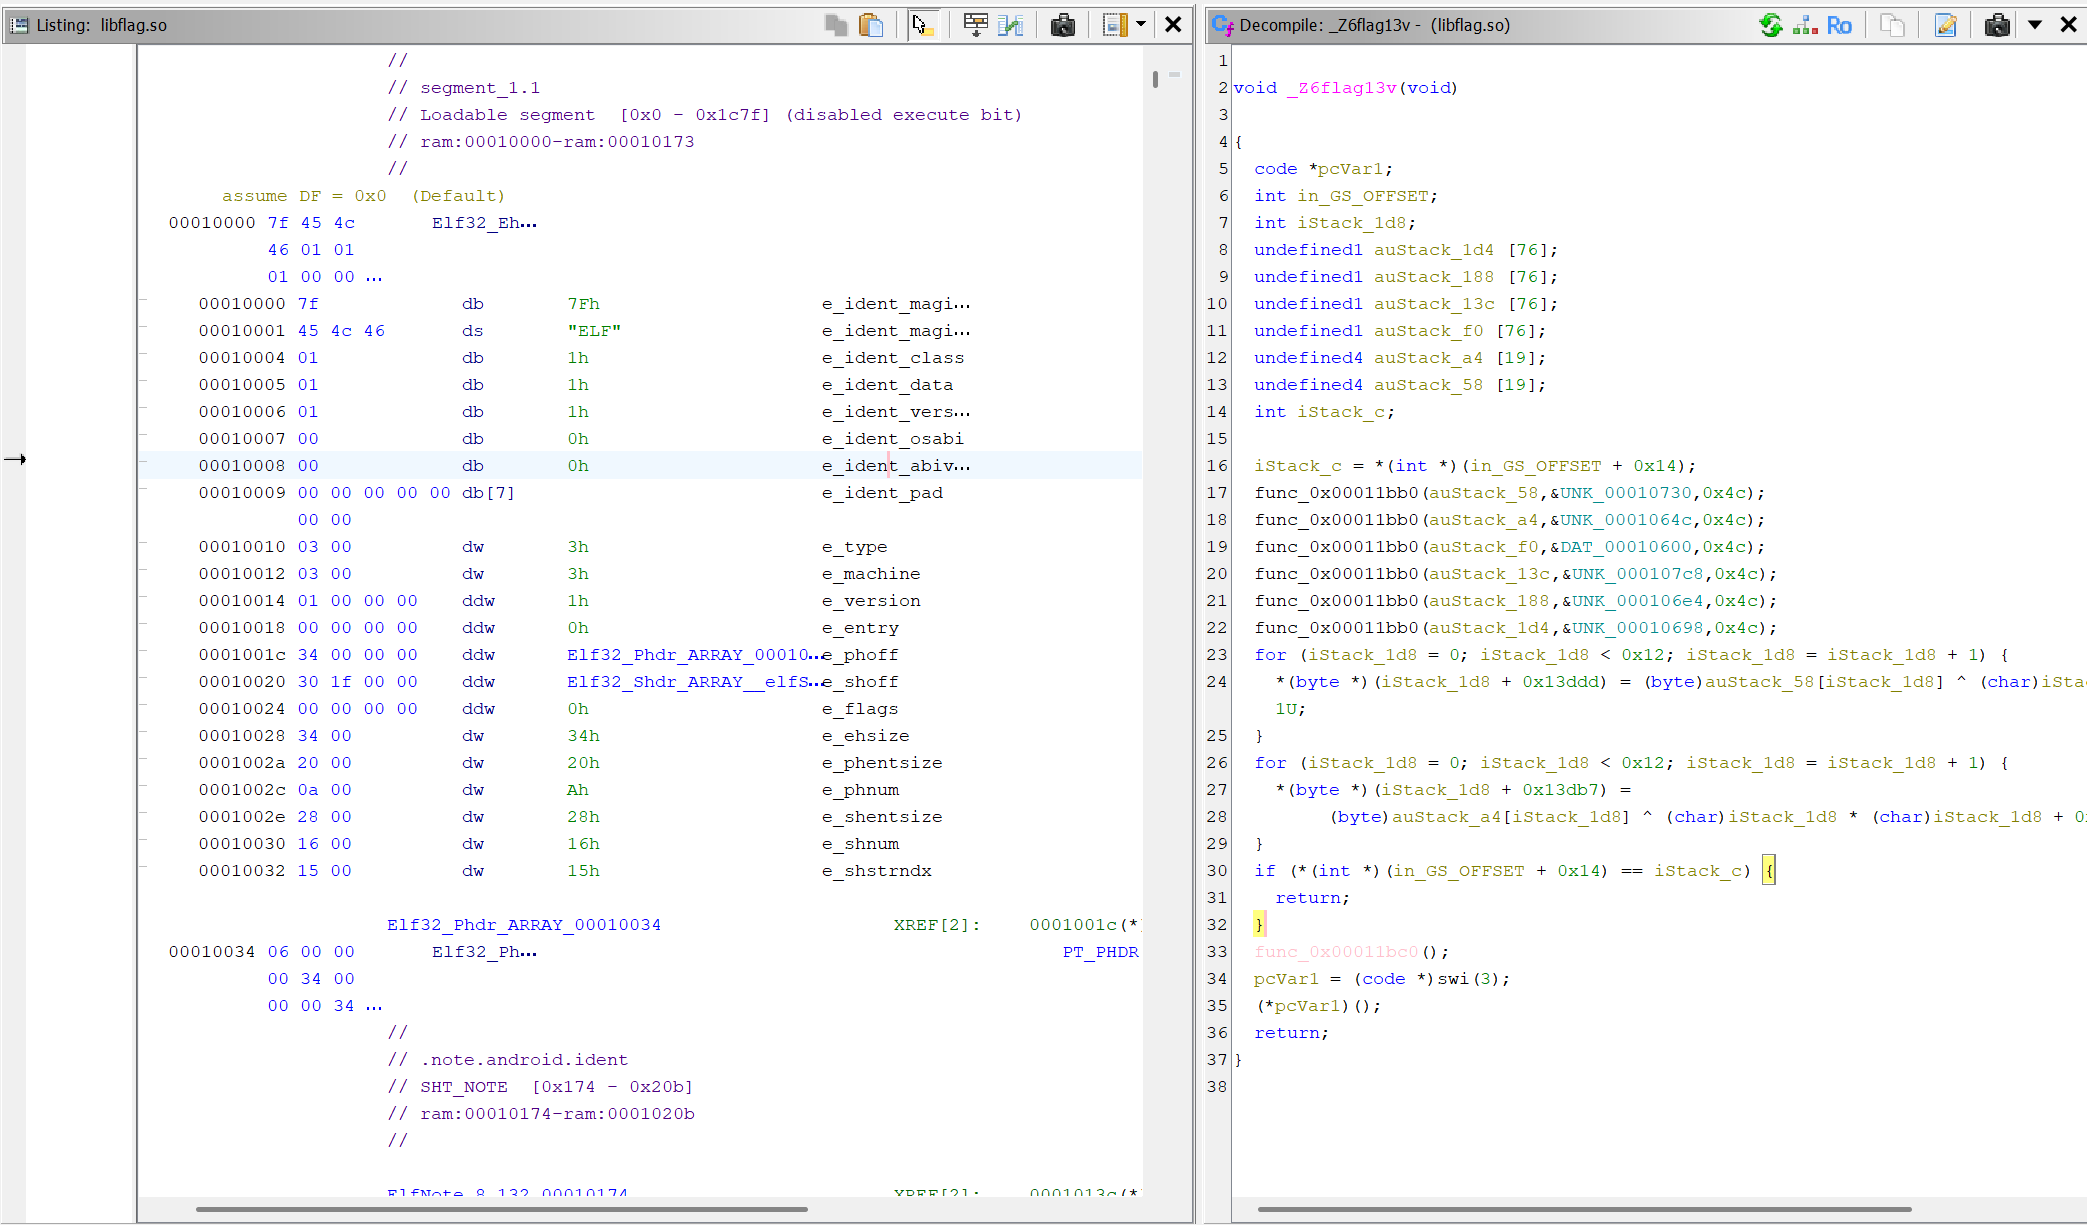 Listing: libflag.so
//
// segment_1.1
// Loadable segment [0x0 - 0x1c7f] (disabled execute bit)
// ram:00010000-ram:00010173
//
assume DF = 0x0 (Default)
00010000 7f 45 4c Elf32_Eh...
46 01 01
01 00 00 ...
00010000 7f db 7Fh e_ident_magi...
00010001 45 4c 46 ds "ELF" e_ident_magi...
00010004 01 db 1h e_ident_class
00010005 01 db 1h e_ident_data
00010006 01 db 1h e_ident_vers...
00010007 00 db 0h e_ident_osabi
00010008 00 db 0h e_ident_abiv...
00010009 00 00 00 00 00 db[7] e_ident_pad
00 00
00010010 03 00 dw 3h e_type
00010012 03 00 dw 3h e_machine
00010014 01 00 00 00 ddw 1h e_version
00010018 00 00 00 00 ddw 0h e_entry
0001001c 34 00 00 00 ddw Elf32_Phdr_ARRAY_00010... e_phoff
00010020 30 1f 00 00 ddw Elf32_Shdr_ARRAY__elfS... e_shoff
00010024 00 00 00 00 ddw 0h e_flags
00010028 34 00 dw 34h e_ehsize
0001002a 20 00 dw 20h e_phentsize
0001002c 0a 00 dw Ah e_phnum
0001002e 28 00 dw 28h e_shentsize
00010030 16 00 dw 16h e_shnum
00010032 15 00 dw 15h e_shstrndx
Elf32_Phdr_ARRAY_00010034 XREF[2]: 0001001c(*)
00010034 06 00 00 Elf32_Ph... PT_PHDR
00 34 00
00 00 34 ...
//
// .note.android.ident
// SHT_NOTE [0x174 - 0x20b]
// ram:00010174-ram:0001020b
//
ElfNote_8_132_00010174 XREF[2]: 0001013c(*
Decompile: _Z6flag13v - (libflag.so)
Ro
1
2 void _Z6flag13v(void)
3
4 {
5 code *pcVar1;
6 int in_GS_OFFSET;
7 int iStack_1d8;
8 undefined1 auStack_1d4 [76];
9 undefined1 auStack_188 [76];
10 undefined1 auStack_13c [76];
11 undefined1 auStack_f0 [76];
12 undefined4 auStack_a4 [19];
13 undefined4 auStack_58 [19];
14 int iStack_c;
15
16 iStack_c = *(int *)(in_GS_OFFSET + 0x14);
17 func_0x00011bb0(auStack_58,&UNK_00010730,0x4c);
18 func_0x00011bb0(auStack_a4,&UNK_0001064c,0x4c);
19 func_0x00011bb0(auStack_f0,&DAT_00010600,0x4c);
20 func_0x00011bb0(auStack_13c,&UNK_000107c8,0x4c);
21 func_0x00011bb0(auStack_188,&UNK_000106e4,0x4c);
22 func_0x00011bb0(auStack_1d4,&UNK_00010698,0x4c);
23 for (iStack_1d8 = 0; iStack_1d8 < 0x12; iStack_1d8 = iStack_1d8 + 1) {
24 *(byte *)(iStack_1d8 + 0x13ddd) = (byte)auStack_58[iStack_1d8] ^ (char)iStac
1U;
25 }
26 for (iStack_1d8 = 0; iStack_1d8 < 0x12; iStack_1d8 = iStack_1d8 + 1) {
27 *(byte *)(iStack_1d8 + 0x13db7) =
28 (byte)auStack_a4[iStack_1d8] ^ (char)iStack_1d8 * (char)iStack_1d8 + 0
29 }
30 if (*(int *)(in_GS_OFFSET + 0x14) == iStack_c) {
31 return;
32 }
33 func_0x00011bc0();
34 pcVar1 = (code *)swi(3);
35 (*pcVar1)();
36 return;
37 }
38